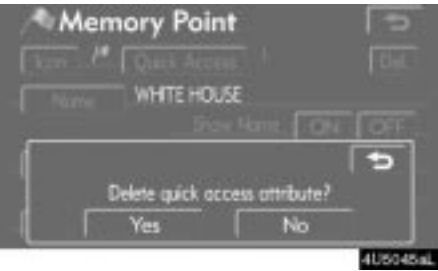 Memory Point
Icon Quick Access Del.
Name WHITE HOUSE
Show Name ON OFF
Delete quick access attribute?
Yes No
4U5045aL